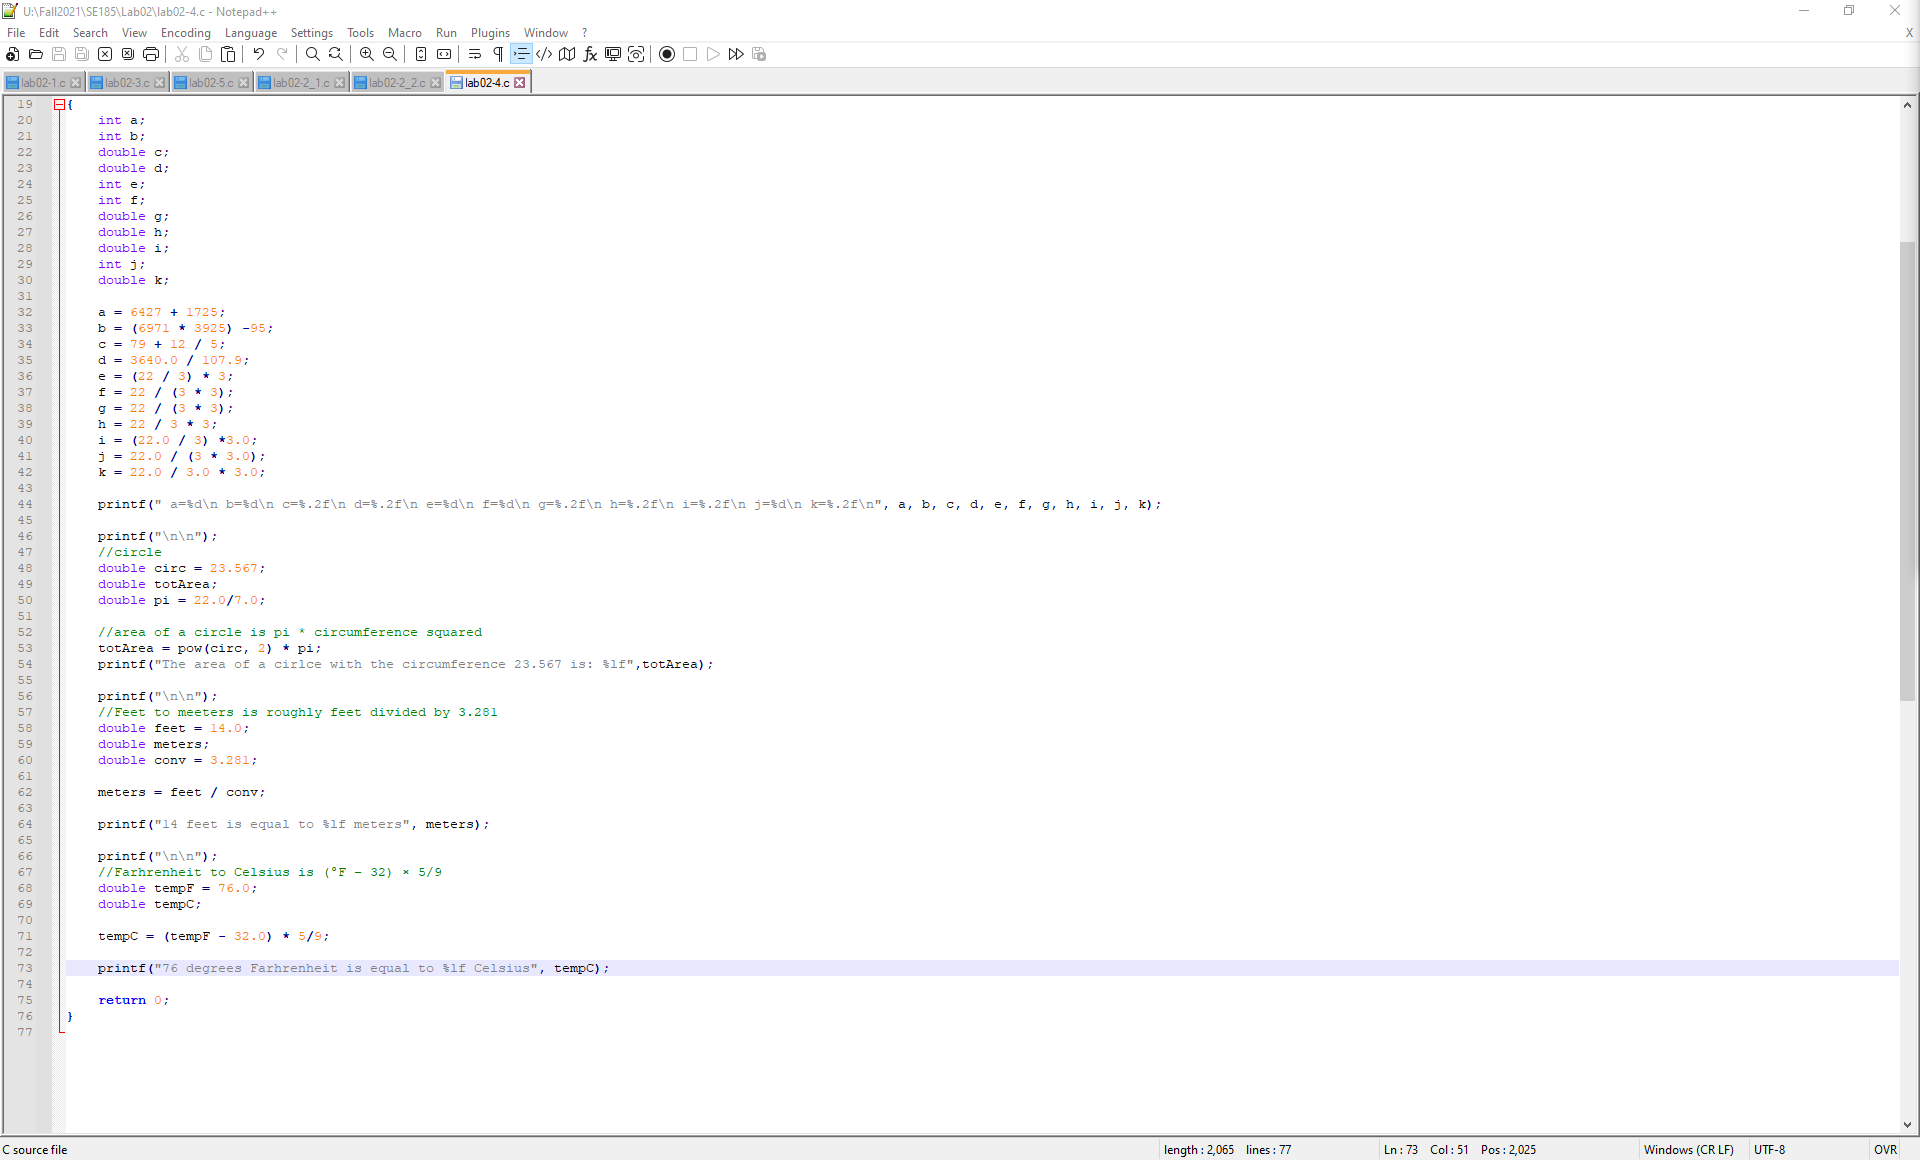 U:\Fall2021\SE185\Lab02\lab02-4.c - Notepad++
File Edit Search View Encoding Language Settings Tools Macro Run Plugins Window ? X
lab02-1.c lab02-3.c lab02-5.c lab02-2_1.c lab02-2_2.c lab02-4.c
19 {
20 int a;
21 int b;
22 double c;
23 double d;
24 int e;
25 int f;
26 double g;
27 double h;
28 double i;
29 int j;
30 double k;
31
32 a = 6427 + 1725;
33 b = (6971 * 3925) -95;
34 c = 79 + 12 / 5;
35 d = 3640.0 / 107.9;
36 e = (22 / 3) * 3;
37 f = 22 / (3 * 3);
38 g = 22 / (3 * 3);
39 h = 22 / 3 * 3;
40 i = (22.0 / 3) *3.0;
41 j = 22.0 / (3 * 3.0);
42 k = 22.0 / 3.0 * 3.0;
43
44 printf(" a=%d\n b=%d\n c=%.2f\n d=%.2f\n e=%d\n f=%d\n g=%.2f\n h=%.2f\n i=%.2f\n j=%d\n k=%.2f\n", a, b, c, d, e, f, g, h, i, j, k);
45
46 printf("\n\n");
47 //circle
48 double circ = 23.567;
49 double totArea;
50 double pi = 22.0/7.0;
51
52 //area of a circle is pi * circumference squared
53 totArea = pow(circ, 2) * pi;
54 printf("The area of a cirlce with the circumference 23.567 is: %lf",totArea);
55
56 printf("\n\n");
57 //Feet to meeters is roughly feet divided by 3.281
58 double feet = 14.0;
59 double meters;
60 double conv = 3.281;
61
62 meters = feet / conv;
63
64 printf("14 feet is equal to %lf meters", meters);
65
66 printf("\n\n");
67 //Farhrenheit to Celsius is (°F − 32) × 5/9
68 double tempF = 76.0;
69 double tempC;
70
71 tempC = (tempF - 32.0) * 5/9;
72
73 printf("76 degrees Farhrenheit is equal to %lf Celsius", tempC);
74
75 return 0;
76 }
77
C source file length : 2,065 lines : 77 Ln : 73 Col : 51 Pos : 2,025 Windows (CR LF) UTF-8 OVR